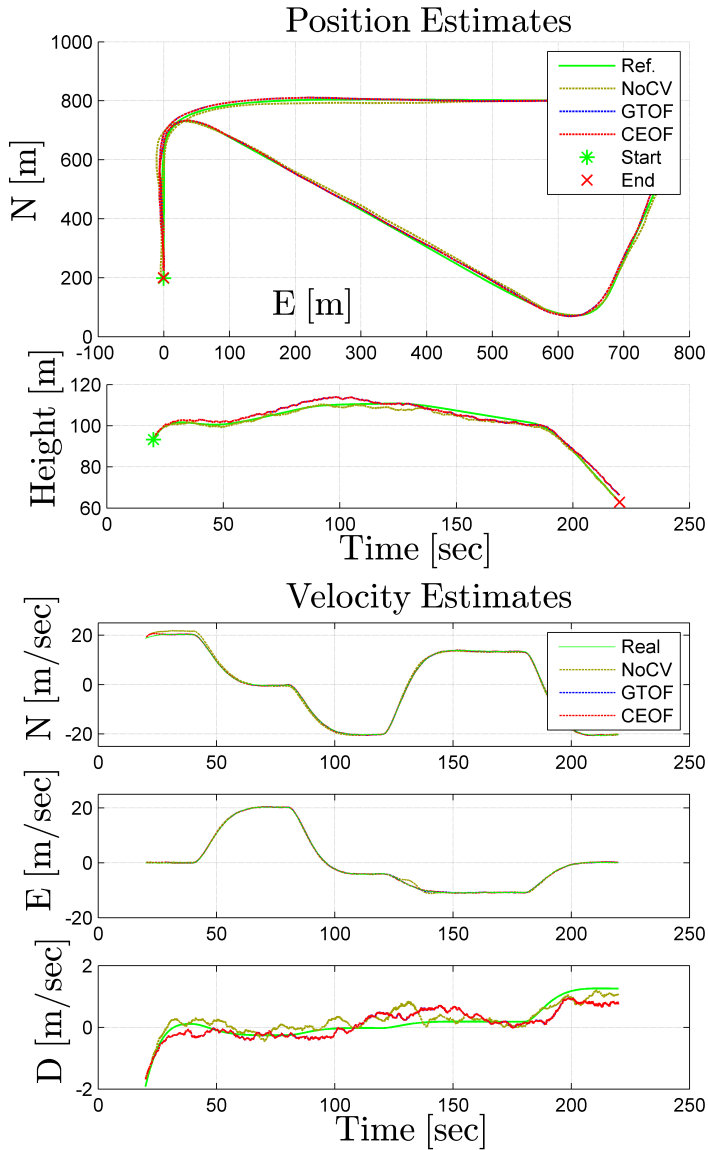 Position Estimates
1000
800
600
400
200
0
N [m]
Ref.
NoCV
GTOF
CEOF
Start
End
E [m]
-100 0 100 200 300 400 500 600 700 800
120
100
80
60
Height [m]
0 50 100 150 200 250
Time [sec]
Velocity Estimates
20
0
-20
N [m/sec]
Real
NoCV
GTOF
CEOF
0 50 100 150 200 250
20
0
-20
E [m/sec]
0 50 100 150 200 250
2
0
-2
D [m/sec]
0 50 100 150 200 250
Time [sec]